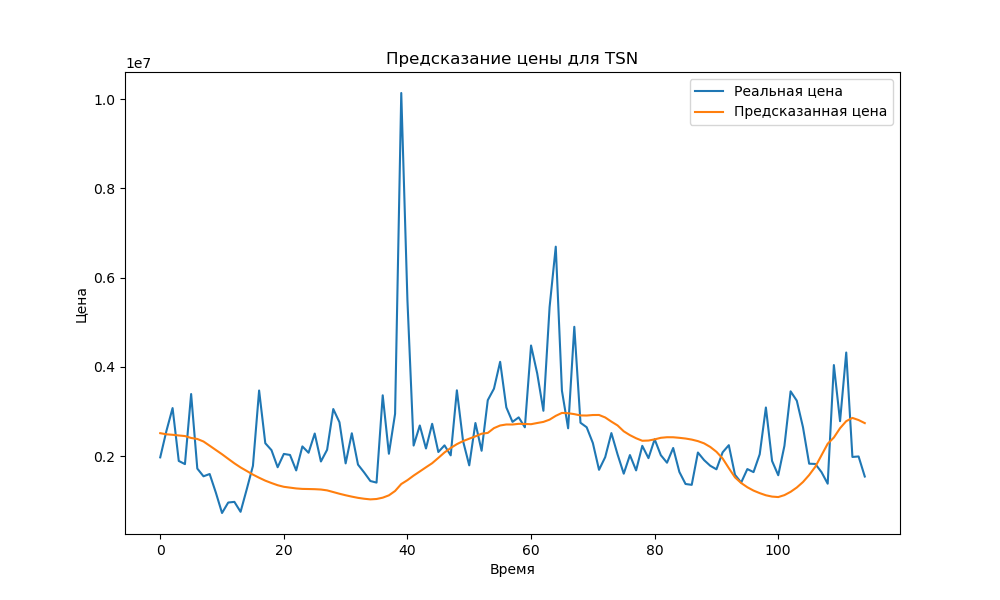 Предсказание цены для TSN
1e7
Реальная цена
Предсказанная цена
1.0
0.8
0.6
0.4
0.2
Цена
0 20 40 60 80 100
Время